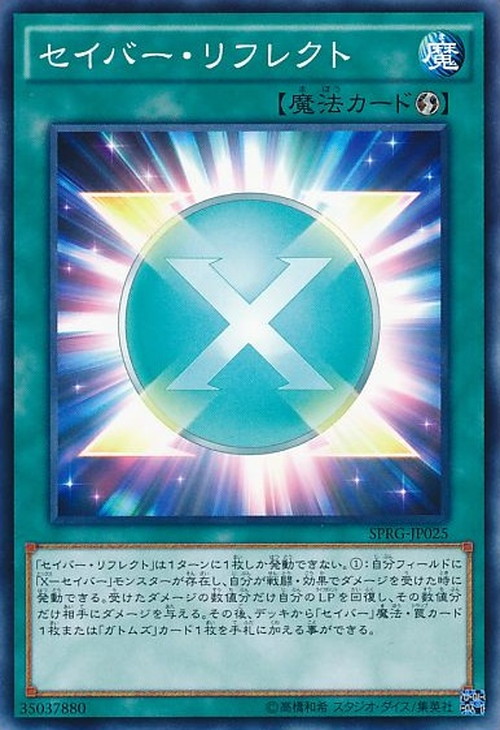 セイバー・リフレクト
魔
【魔法カード】
X
SPRG-JP025
「セイバー・リフレクト」は1ターンに1枚しか発動できない。①:自分フィールドに
「X-セイバー」モンスターが存在し、自分が戦闘・効果でダメージを受けた時に
発動できる。受けたダメージの数値分だけ自分のLPを回復し、その数値分
だけ相手にダメージを与える。その後、デッキから「セイバー」魔法・罠カード
1枚または「ガトムズ」カード1枚を手札に加える事ができる。
35037880
©高橋和希 スタジオ・ダイス/集英社